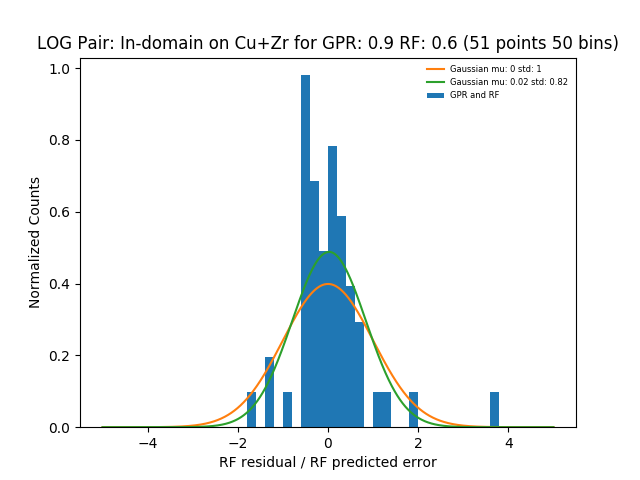 LOG Pair: In-domain on Cu+Zr for GPR: 0.9 RF: 0.6 (51 points 50 bins)
Gaussian mu: 0 std: 1
Gaussian mu: 0.02 std: 0.82
GPR and RF
Normalized Counts
1.0
0.8
0.6
0.4
0.2
0.0
−4 −2 0 2 4
RF residual / RF predicted error